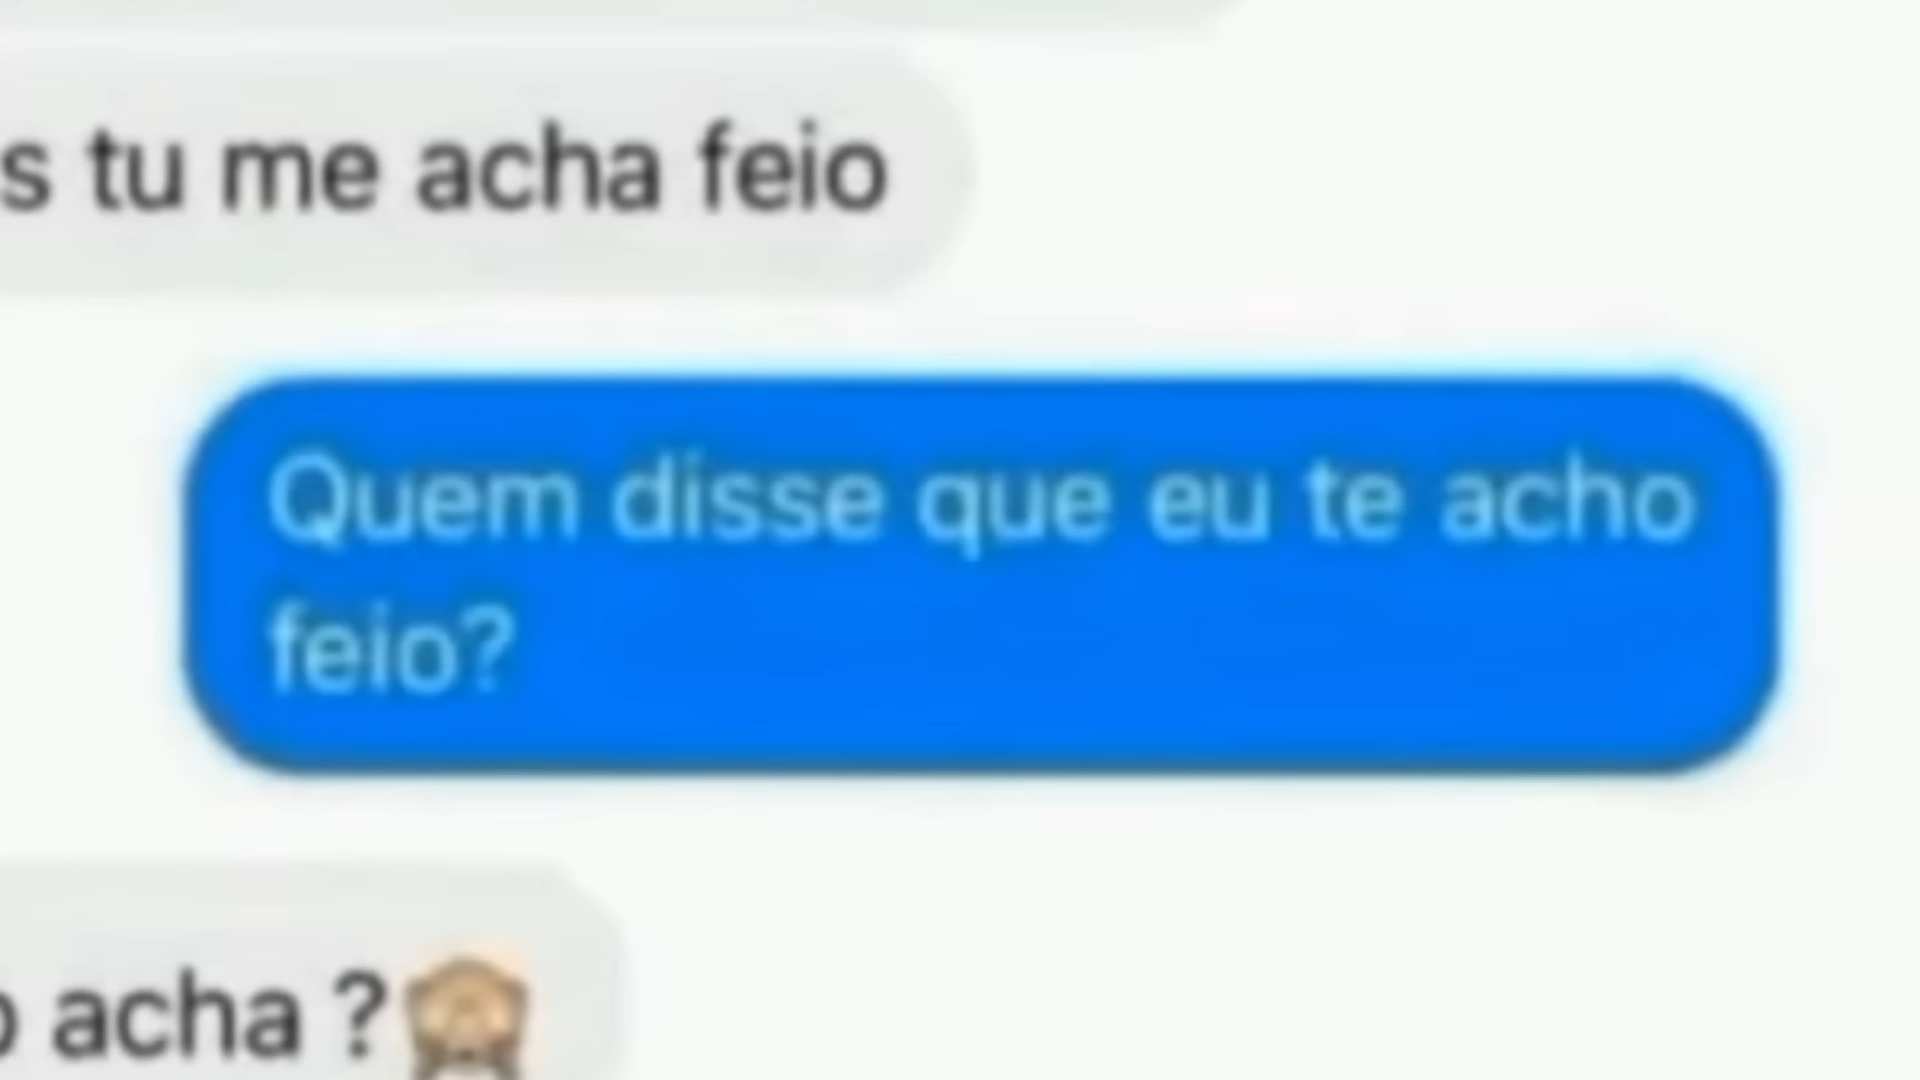 s tu me acha feio
Quem disse que eu te acho
feio?
o acha ?🙈